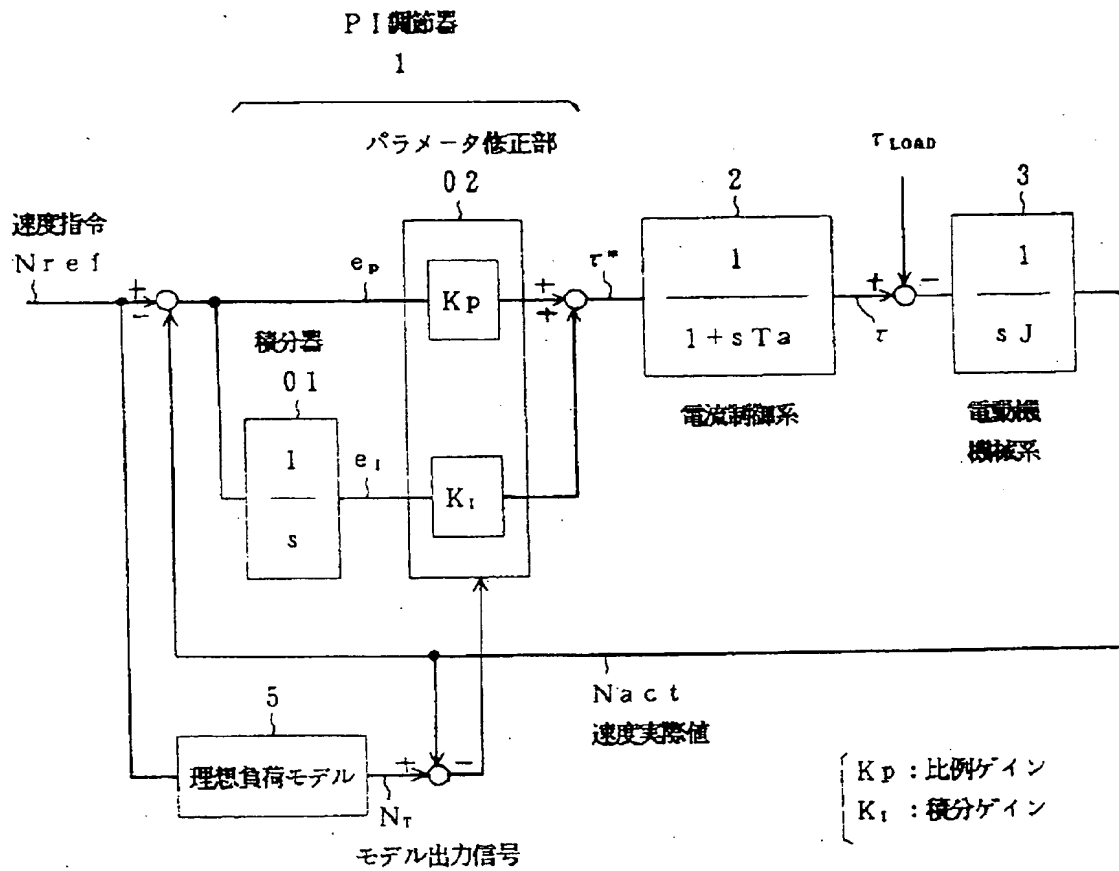 PI調節器
1
パラメータ修正部
02
τLOAD
2
3
速度指令
Nref
+
-
eP
Kp
+
+
τ*
1
1+sTa
+
-
τ
1
sJ
積分器
01
1
s
eI
KI
電流制御系
電動機
機械系
Nact
速度実際値
5
理想負荷モデル
+
-
NT
モデル出力信号
Kp:比例ゲイン
KI:積分ゲイン